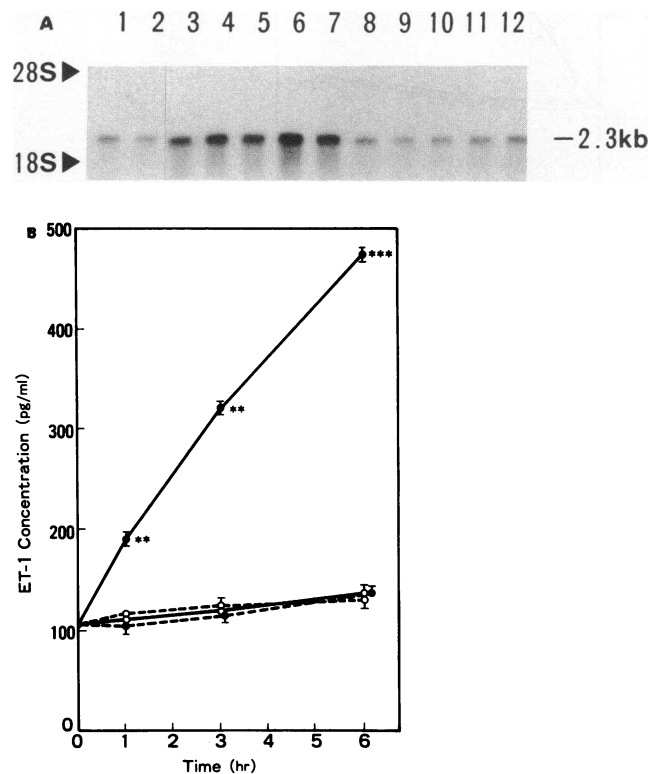 A 1 2 3 4 5 6 7 8 9 10 11 12
28S▶
—2.3kb
18S▶
B
500
400
300
200
100
0
***
**
**
ET-1 Concentration (pg/ml)
0 1 2 3 4 5 6
Time (hr)